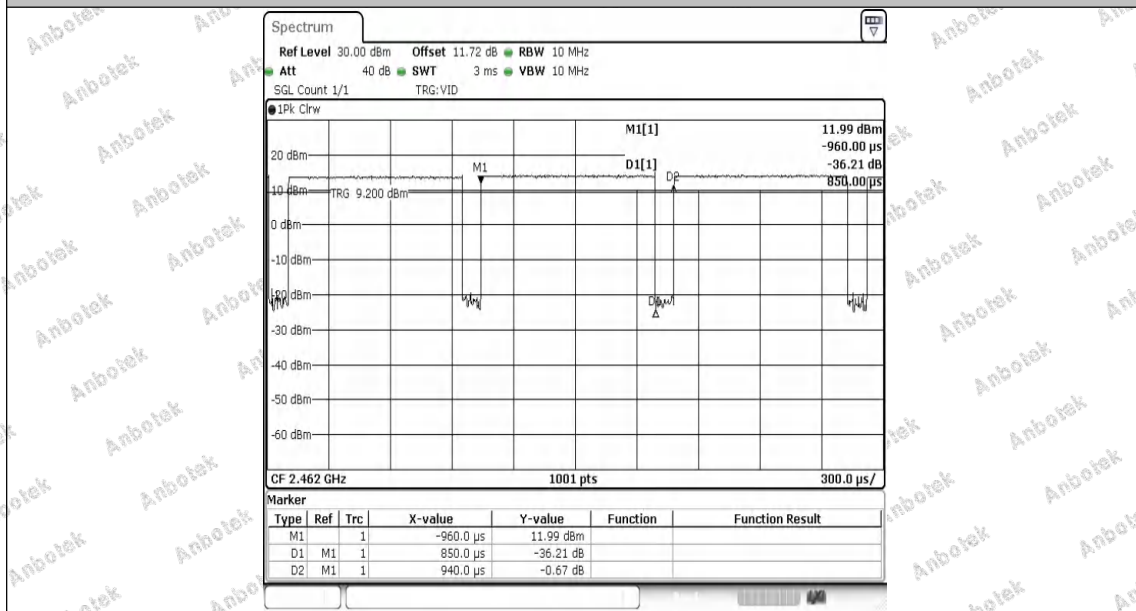 Spectrum
Ref Level 30.00 dBm Offset 11.72 dB RBW 10 MHz
Att 40 dB SWT 3 ms VBW 10 MHz
SGL Count 1/1 TRG:VID
1Pk Clrw
M1[1] 11.99 dBm
-960.00 µs
20 dBm
M1
D1[1] -36.21 dB
D2
850.00 µs
10 dBm
TRG 9.200 dBm
0 dBm
-10 dBm
-20 dBm
-30 dBm
-40 dBm
-50 dBm
-60 dBm
CF 2.462 GHz 1001 pts 300.0 µs/
Marker
Type Ref Trc X-value Y-value Function Function Result
M1 1 -960.0 µs 11.99 dBm
D1 M1 1 850.0 µs -36.21 dB
D2 M1 1 940.0 µs -0.67 dB
Anbotek